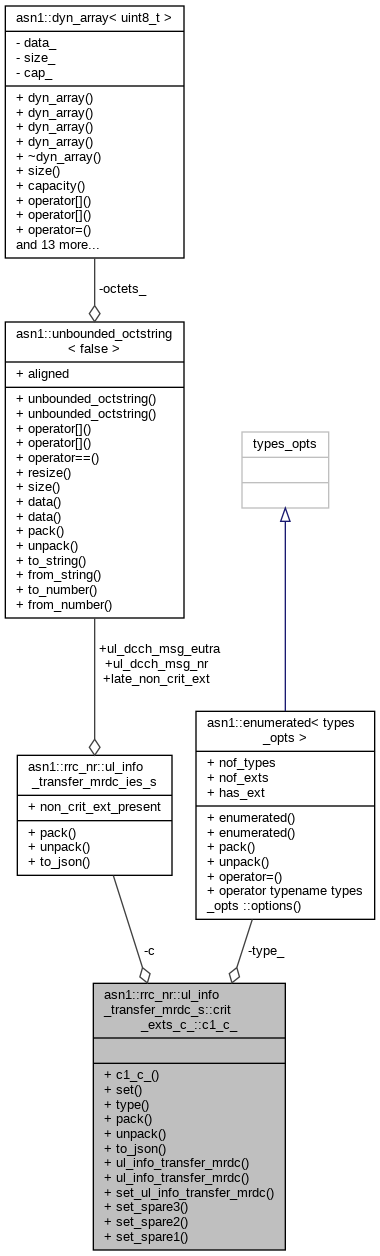 asn1::dyn_array< uint8_t >
- data_
- size_
- cap_
+ dyn_array()
+ dyn_array()
+ dyn_array()
+ dyn_array()
+ ~dyn_array()
+ size()
+ capacity()
+ operator[]()
+ operator[]()
+ operator=()
and 13 more...
-octets_
asn1::unbounded_octstring
< false >
+ aligned
+ unbounded_octstring()
+ unbounded_octstring()
+ operator[]()
+ operator[]()
+ operator==()
+ resize()
+ size()
+ data()
+ data()
+ pack()
+ unpack()
+ to_string()
+ from_string()
+ to_number()
+ from_number()
types_opts
+ul_dcch_msg_eutra
+ul_dcch_msg_nr
+late_non_crit_ext
asn1::enumerated< types
_opts >
+ nof_types
+ nof_exts
+ has_ext
+ enumerated()
+ enumerated()
+ pack()
+ unpack()
+ operator=()
+ operator typename types
_opts ::options()
asn1::rrc_nr::ul_info
_transfer_mrdc_ies_s
+ non_crit_ext_present
+ pack()
+ unpack()
+ to_json()
-c
-type_
asn1::rrc_nr::ul_info
_transfer_mrdc_s::crit
_exts_c_::c1_c_
+ c1_c_()
+ set()
+ type()
+ pack()
+ unpack()
+ to_json()
+ ul_info_transfer_mrdc()
+ ul_info_transfer_mrdc()
+ set_ul_info_transfer_mrdc()
+ set_spare3()
+ set_spare2()
+ set_spare1()